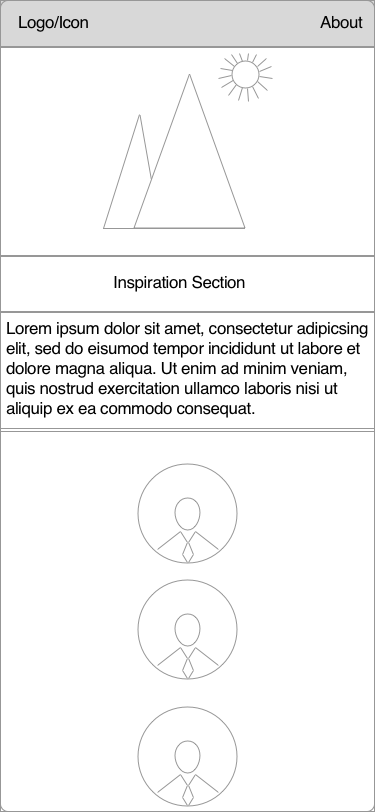 Logo/Icon About
Inspiration Section
Lorem ipsum dolor sit amet, consectetur adipicsing
elit, sed do eisumod tempor incididunt ut labore et
dolore magna aliqua. Ut enim ad minim veniam,
quis nostrud exercitation ullamco laboris nisi ut
aliquip ex ea commodo consequat.